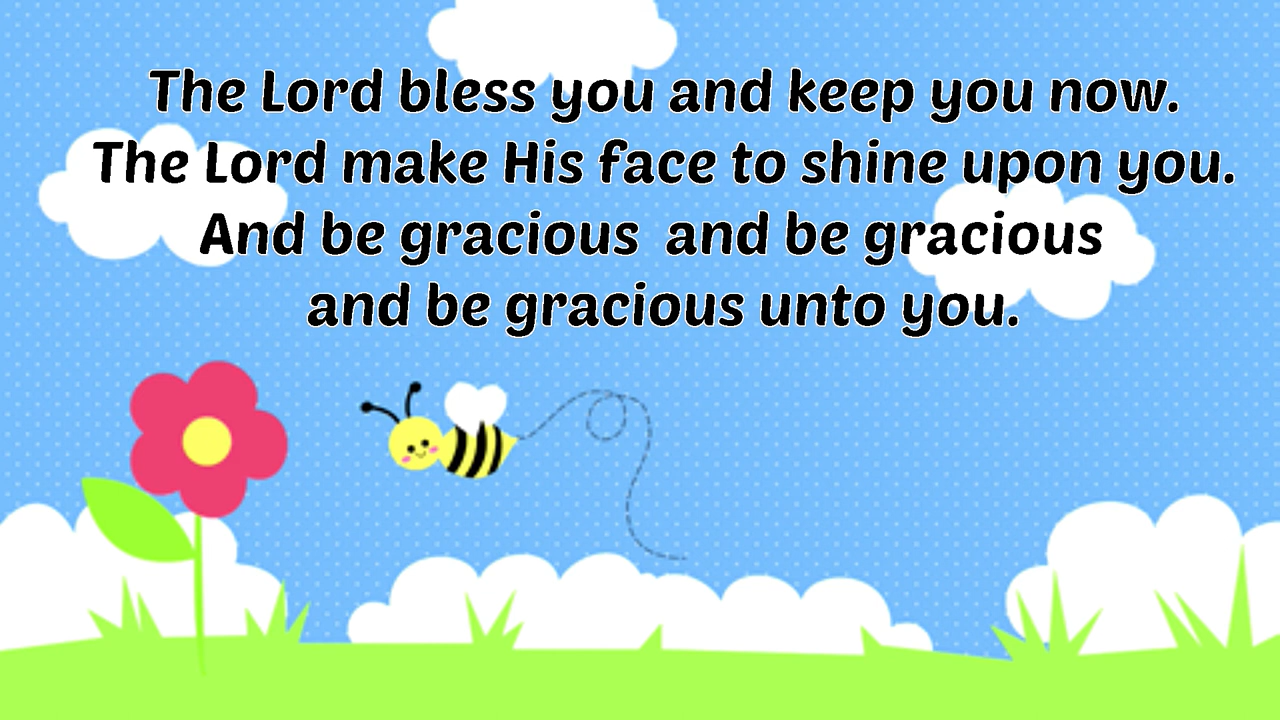 The Lord bless you and keep you now.
The Lord make His face to shine upon you.
And be gracious  and be gracious
and be gracious unto you.